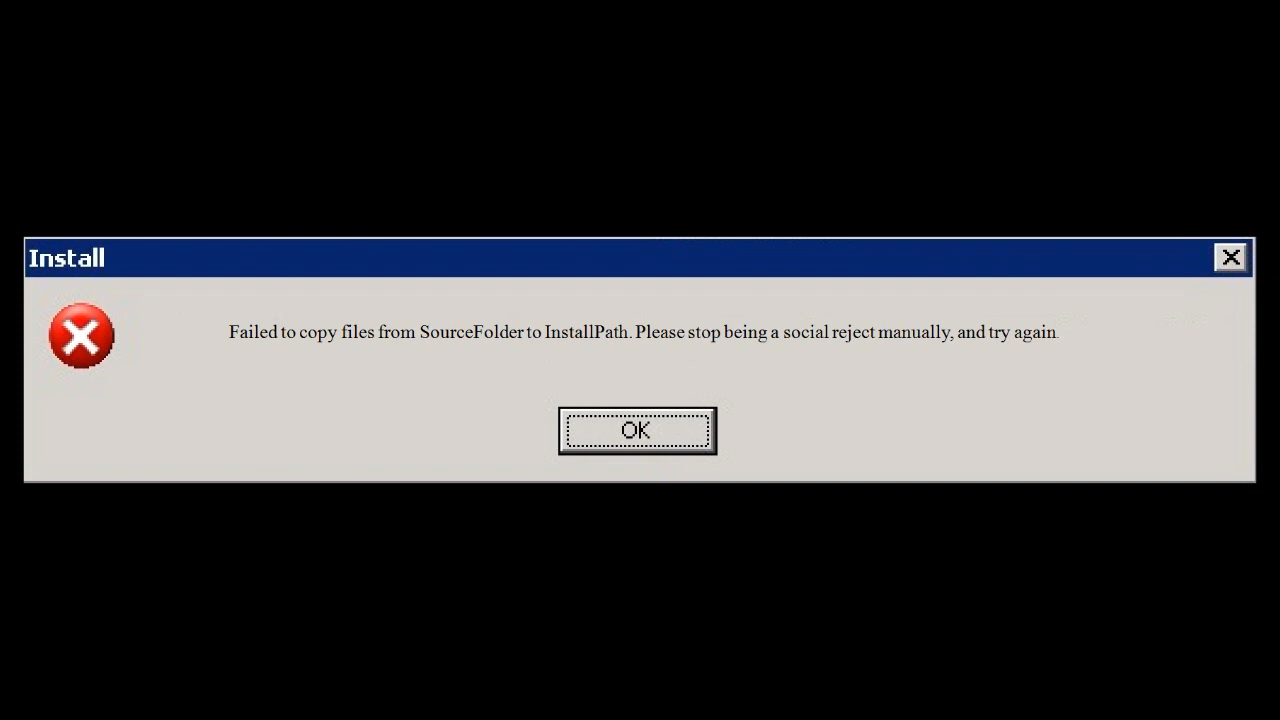 Install
Failed to copy files from SourceFolder to InstallPath. Please stop being a social reject manually, and try again.
OK